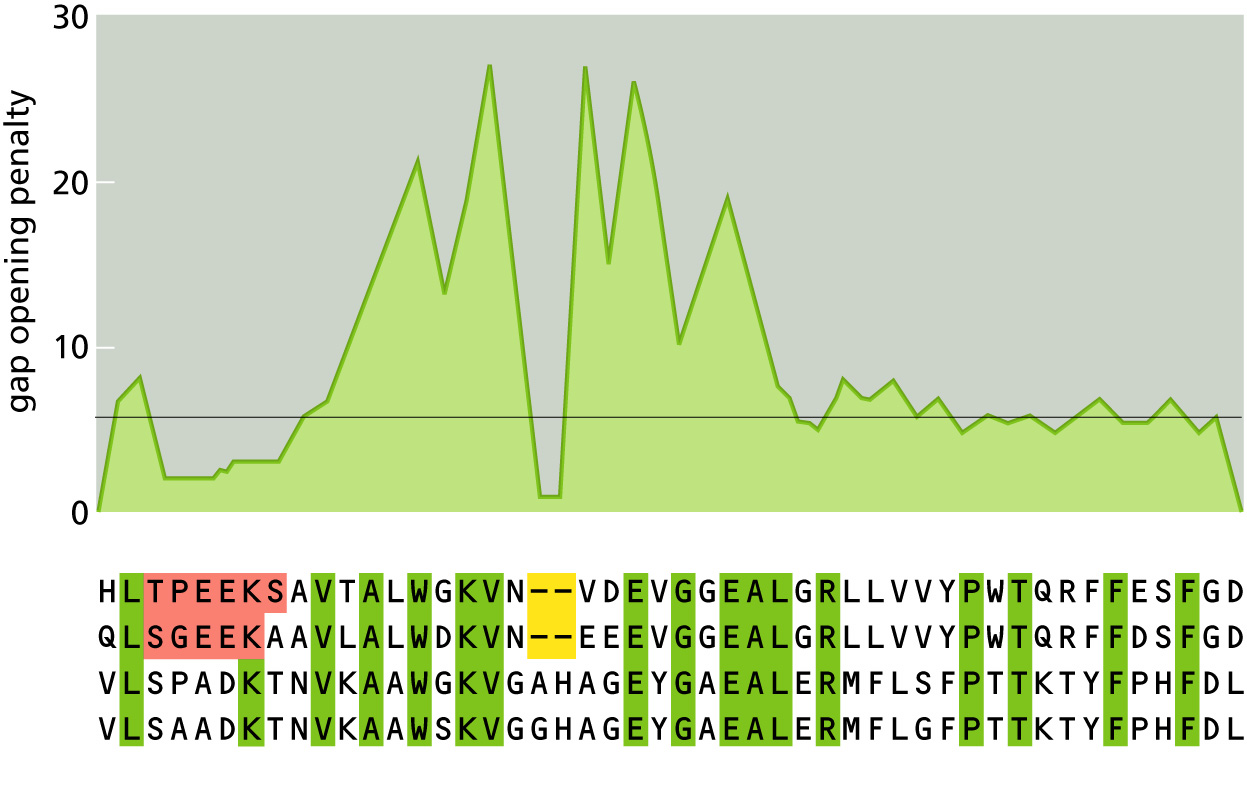 30
20
10
0
gap opening penalty
HLTPEEKSAVTALWGKVN--VDEVGGEALGRLLVVYPWTQRFFESFGD
QLSGEEKAAVLALWDKVN--EEEVGGEALGRLLVVYPWTQRFFDSFGD
VLSPADKTNVKAAWGKVGAHAGEYGAEALERMFLSFPTTKTYFPHFDL
VLSAADKTNVKAAWSKVGGHAGEYGAEALERMFLGFPTTKTYFPHFDL